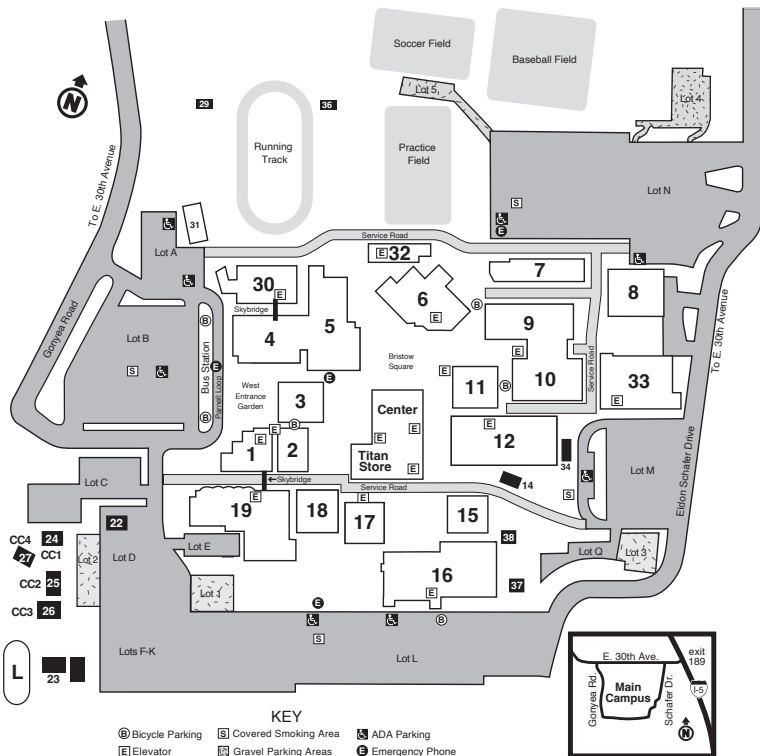 Soccer Field
Baseball Field
Lot 5
Lot 4
N
29
36
Running
Track
Practice
Field
To E. 30th Avenue
Lot N
S
E
31
Service Road
Lot A
E 32
30
E
7
6
E
8
Skybridge
4
5
B
9
E
Gonyea Road
Lot B
S
B
Bus Station
B
Parnell Loop
E
Bristow
Square
Service Road
To E. 30th Avenue
West
Entrance
Garden
E
3
B
E
11
B
10
33
E
Center
E
E
Titan
Store
E
1
E
E
2
E
12
34
14
S
Lot M
Eldon Schafer Drive
Lot C
←Skybridge
Service Road
E
19
18
E
17
15
22
CC4
24
27
CC1
Lot 2
Lot D
Lot E
38
Lot Q
Lot 3
CC2
25
CC3
26
Lot 1
16
E
37
E
S
B
L
23
Lots F-K
Lot L
E. 30th Ave.
exit
189
Gonyea Rd.
Main
Campus
Schafer Dr.
I-5
N
KEY
B Bicycle Parking
S Covered Smoking Area
ADA Parking
E Elevator
Gravel Parking Areas
E Emergency Phone